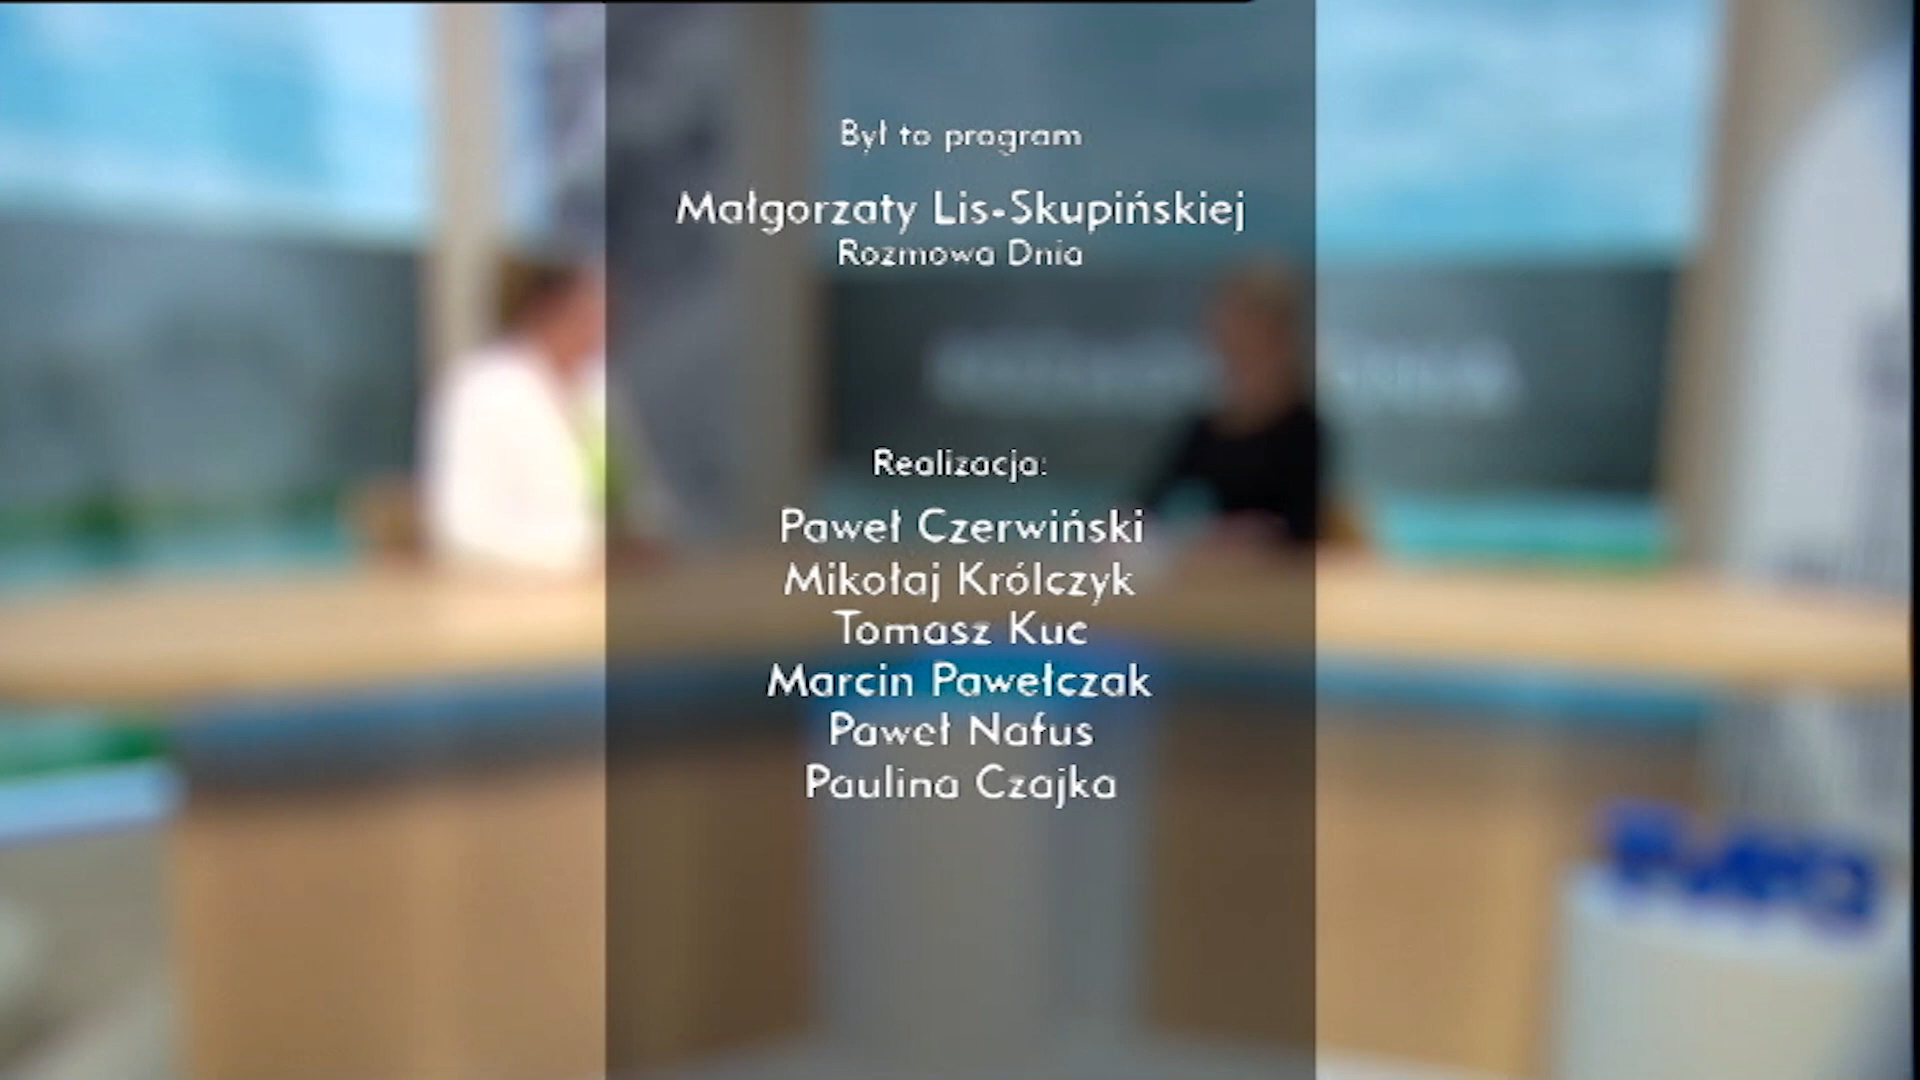 Był to program
Małgorzaty Lis-Skupińskiej
Rozmowa Dnia
Realizacja:
Paweł Czerwiński
Mikołaj Królczyk
Tomasz Kuc
Marcin Pawełczak
Paweł Nafus
Paulina Czajka